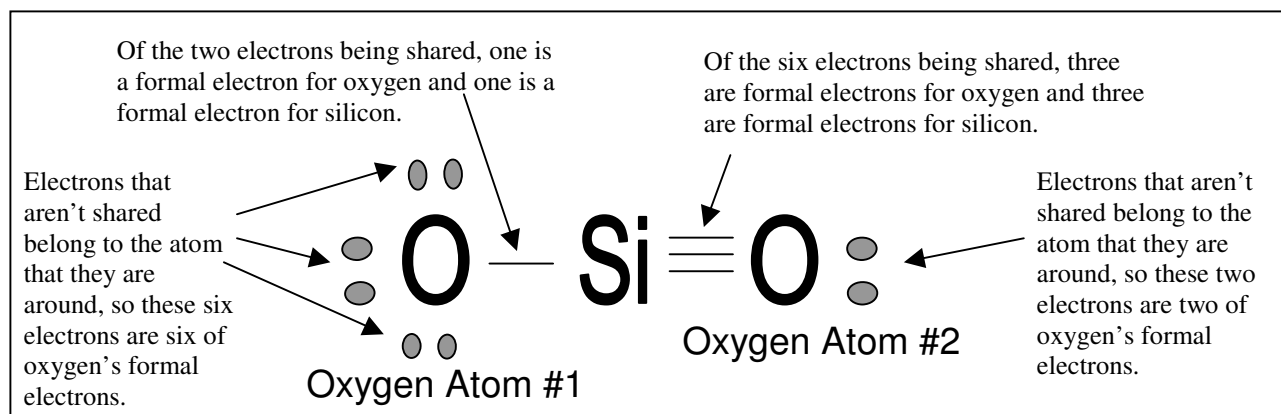 Of the two electrons being shared, one is
a formal electron for oxygen and one is a
formal electron for silicon.
Of the six electrons being shared, three
are formal electrons for oxygen and three
are formal electrons for silicon.
Electrons that
aren’t shared
belong to the atom
that they are
around, so these six
electrons are six of
oxygen’s formal
electrons.
O Si O
Oxygen Atom #1
Oxygen Atom #2
Electrons that aren’t
shared belong to the
atom that they are
around, so these two
electrons are two of
oxygen’s formal
electrons.